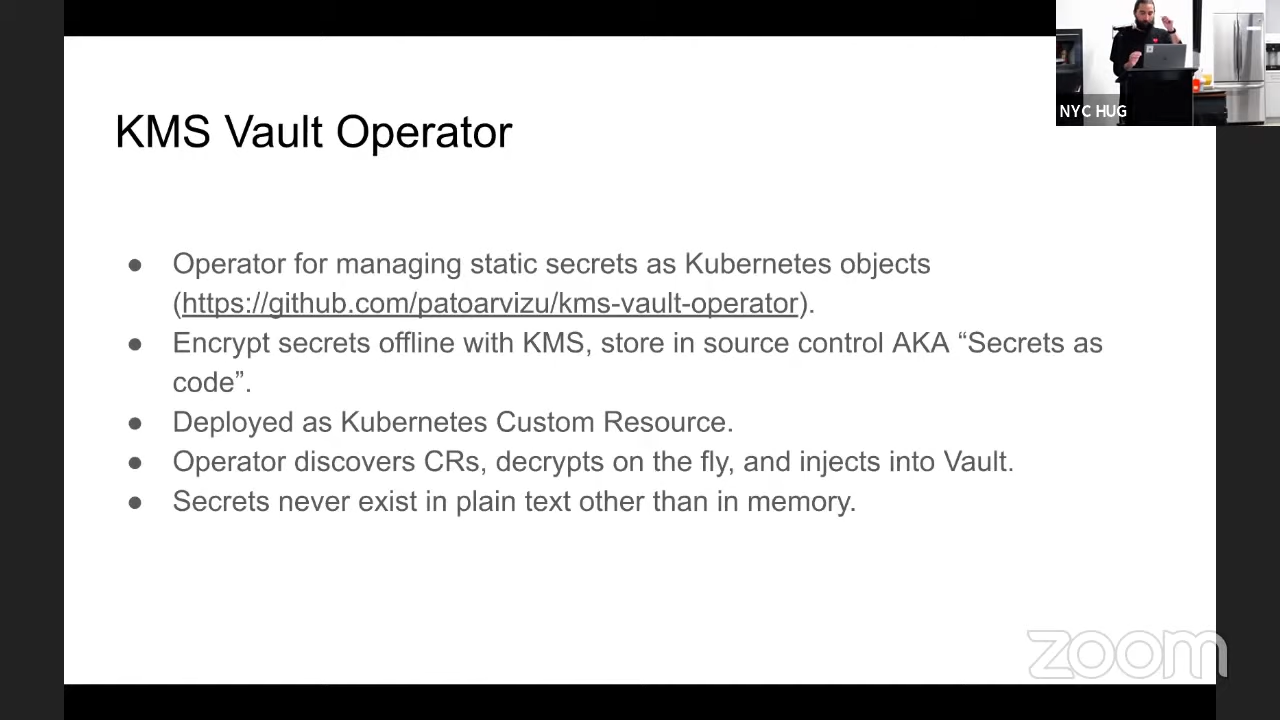 NYC HUG
KMS Vault Operator
● Operator for managing static secrets as Kubernetes objects
(https://github.com/patoarvizu/kms-vault-operator).
● Encrypt secrets offline with KMS, store in source control AKA “Secrets as
code”.
● Deployed as Kubernetes Custom Resource.
● Operator discovers CRs, decrypts on the fly, and injects into Vault.
● Secrets never exist in plain text other than in memory.
zoom